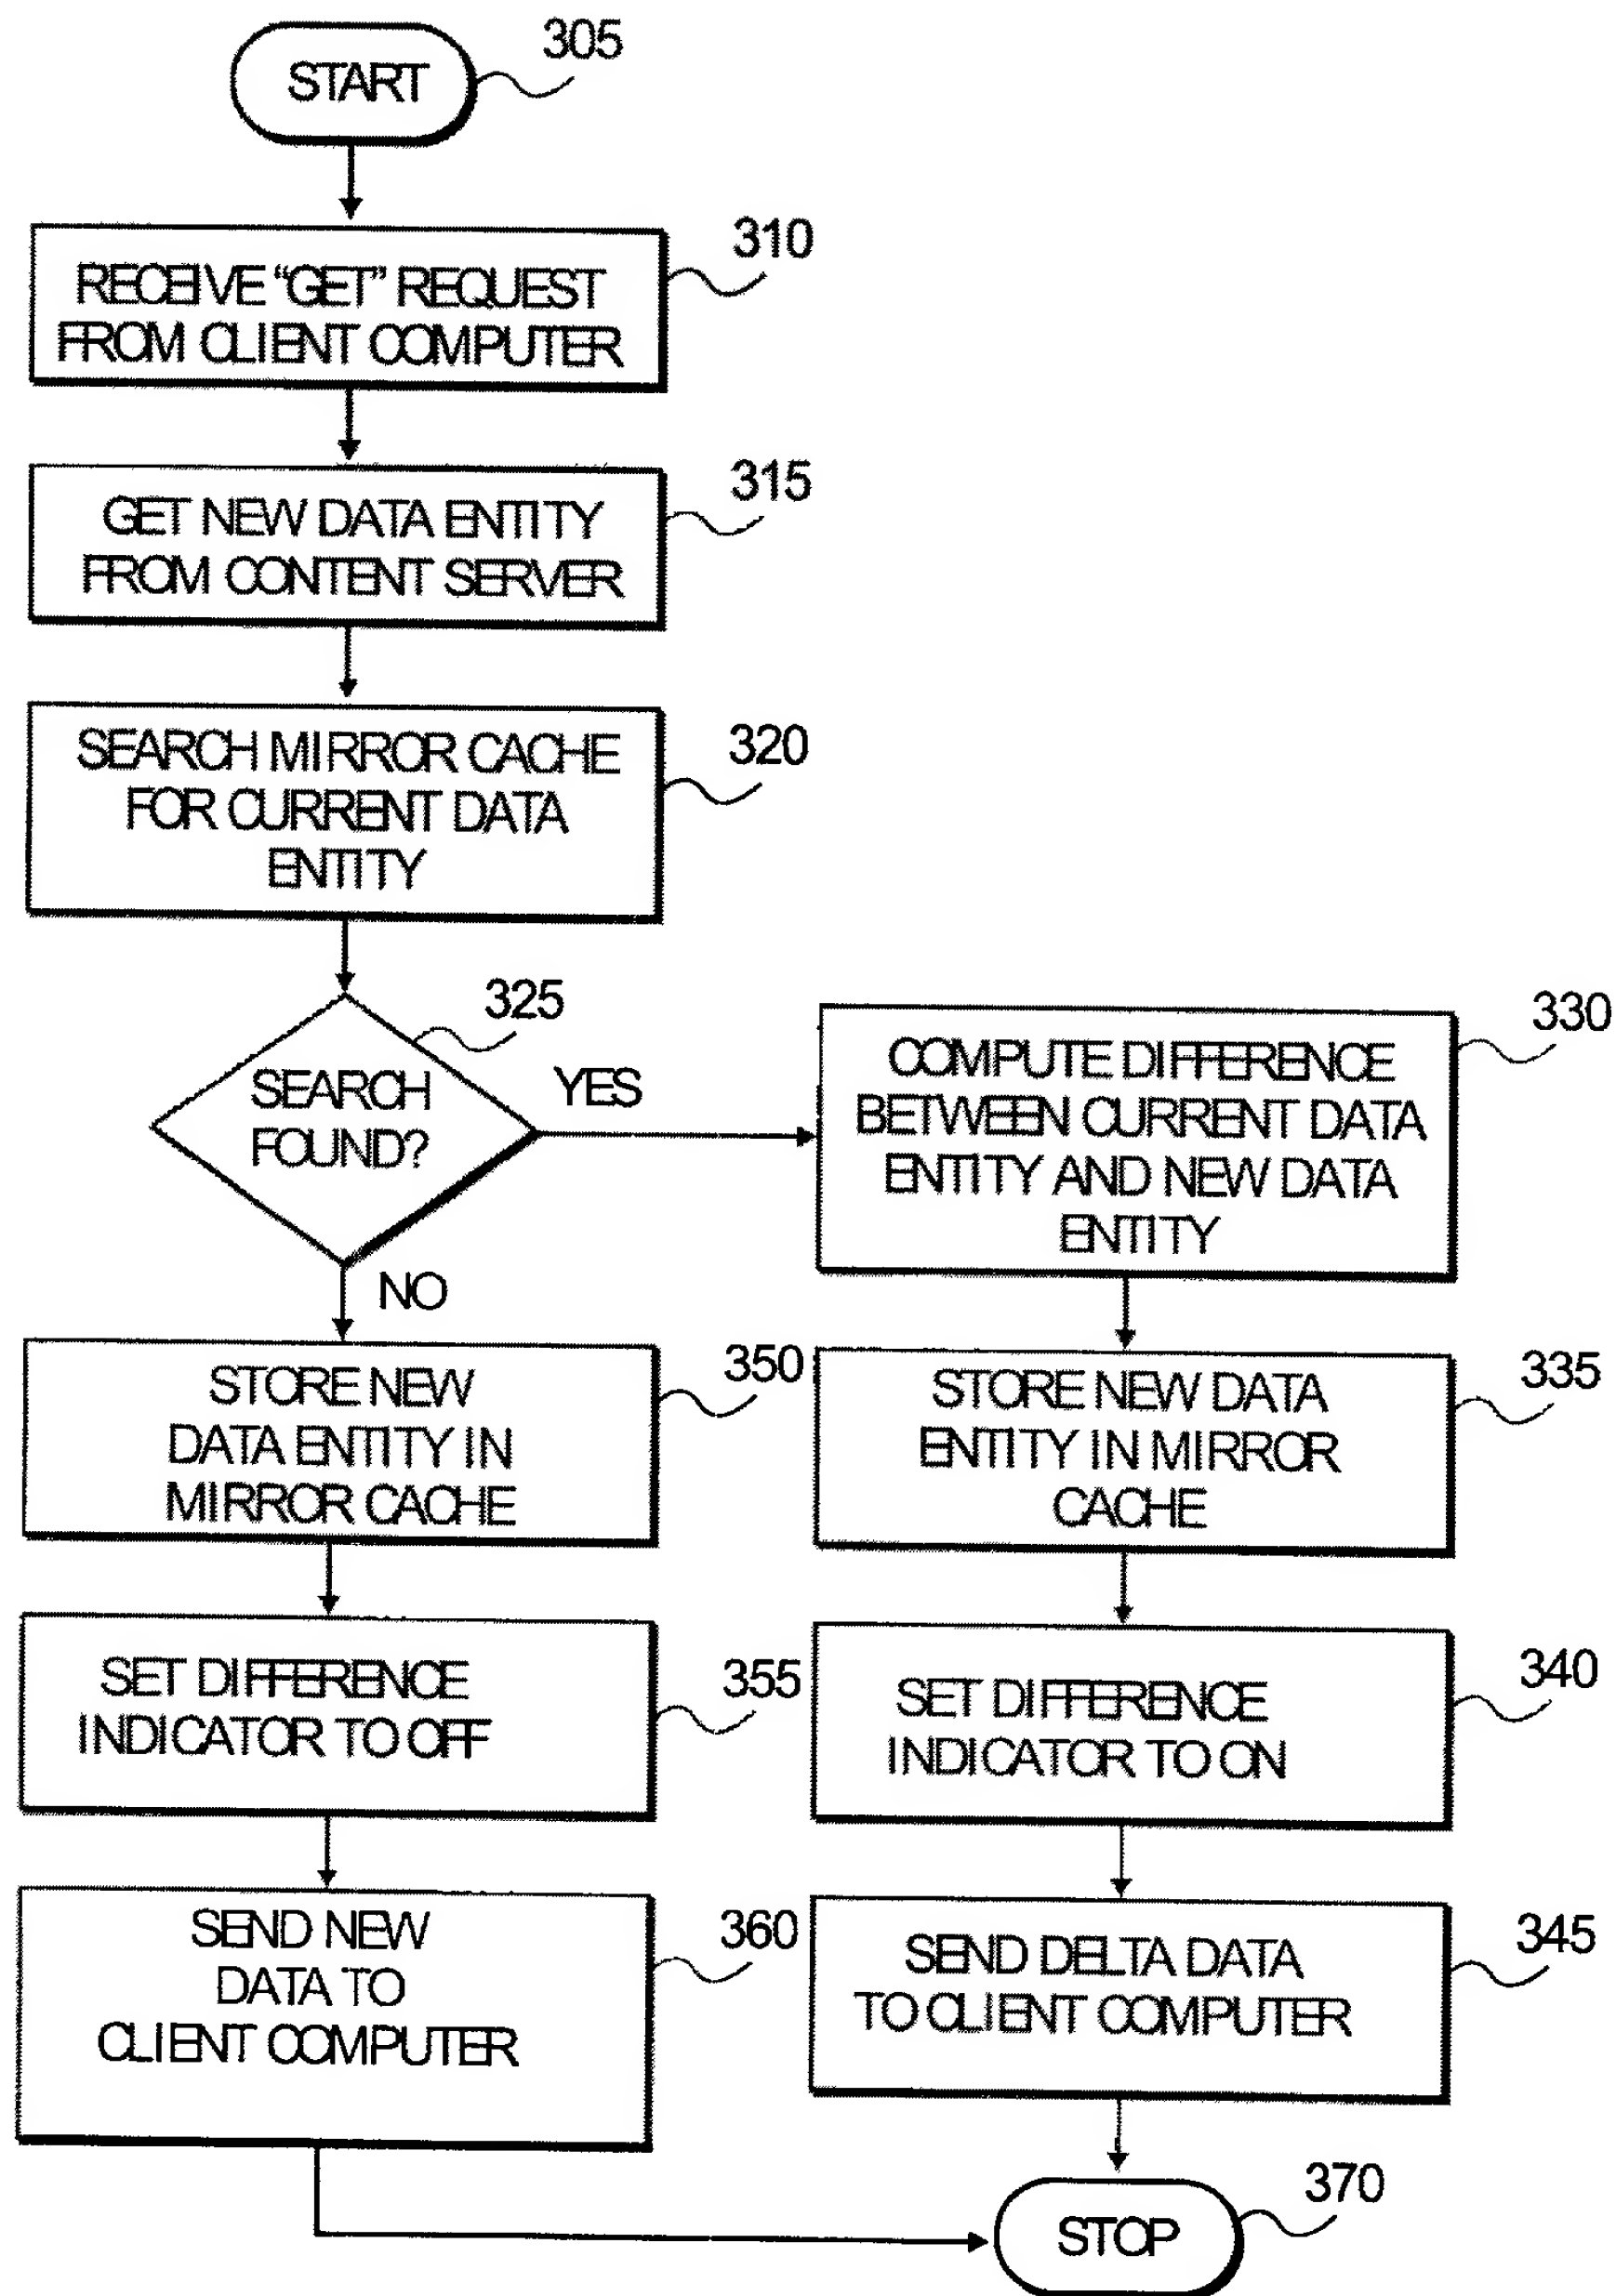 305
START
310
RECEIVE “GET” REQUEST
FROM CLIENT COMPUTER
315
GET NEW DATA ENTITY
FROM CONTENT SERVER
320
SEARCH MIRROR CACHE
FOR CURRENT DATA
ENTITY
325
SEARCH
FOUND?
YES
NO
330
COMPUTE DIFFERENCE
BETWEEN CURRENT DATA
ENTITY AND NEW DATA
ENTITY
350
STORE NEW
DATA ENTITY IN
MIRROR CACHE
335
STORE NEW DATA
ENTITY IN MIRROR
CACHE
355
SET DIFFERENCE
INDICATOR TO OFF
340
SET DIFFERENCE
INDICATOR TO ON
360
SEND NEW
DATA TO
CLIENT COMPUTER
345
SEND DELTA DATA
TO CLIENT COMPUTER
370
STOP